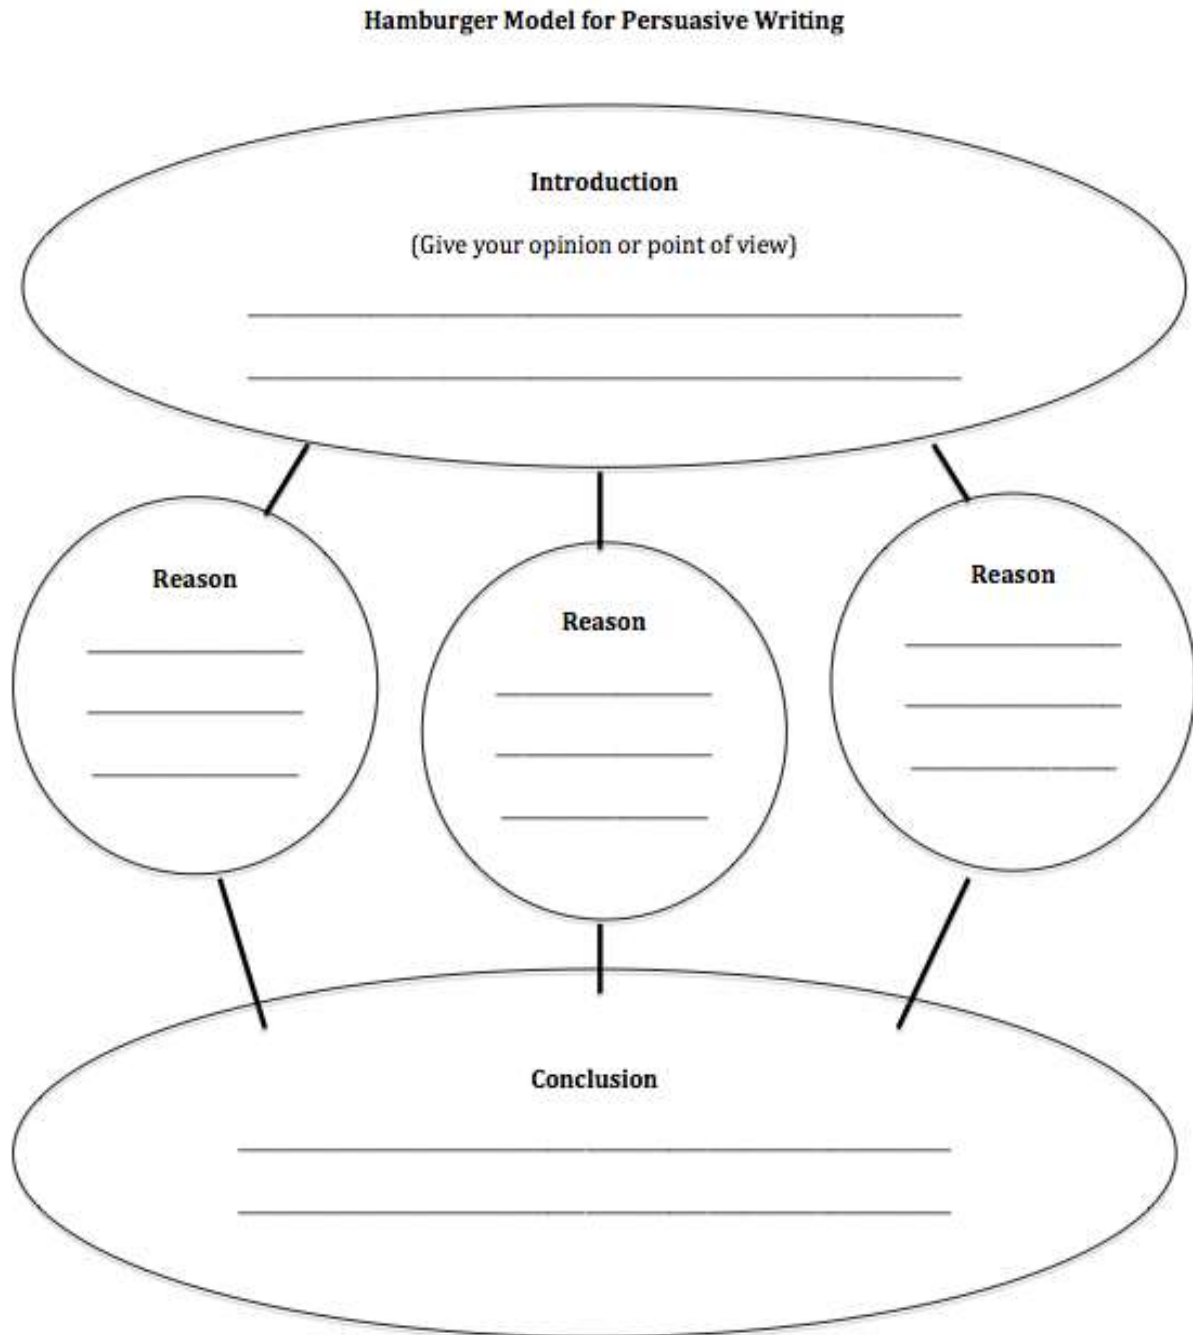 Hamburger Model for Persuasive Writing
Introduction
(Give your opinion or point of view)
Reason
Reason
Reason
Conclusion